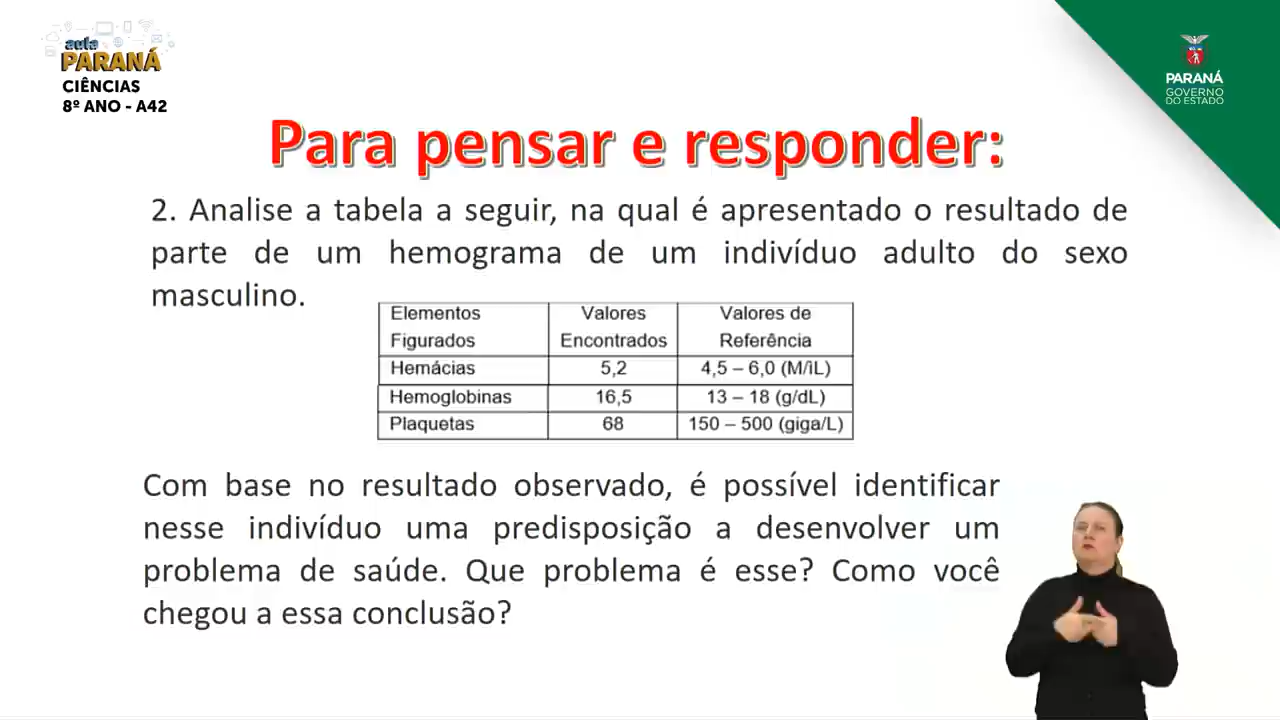 aula
PARANÁ
CIÊNCIAS
8º ANO - A42
PARANÁ
GOVERNO
DO ESTADO
Para pensar e responder:
2. Analise a tabela a seguir, na qual é apresentado o resultado de
parte de um hemograma de um indivíduo adulto do sexo
masculino.
Elementos Figurados | Valores Encontrados | Valores de Referência
Hemácias | 5,2 | 4,5 – 6,0 (M/iL)
Hemoglobinas | 16,5 | 13 – 18 (g/dL)
Plaquetas | 68 | 150 – 500 (giga/L)
Com base no resultado observado, é possível identificar
nesse indivíduo uma predisposição a desenvolver um
problema de saúde. Que problema é esse? Como você
chegou a essa conclusão?